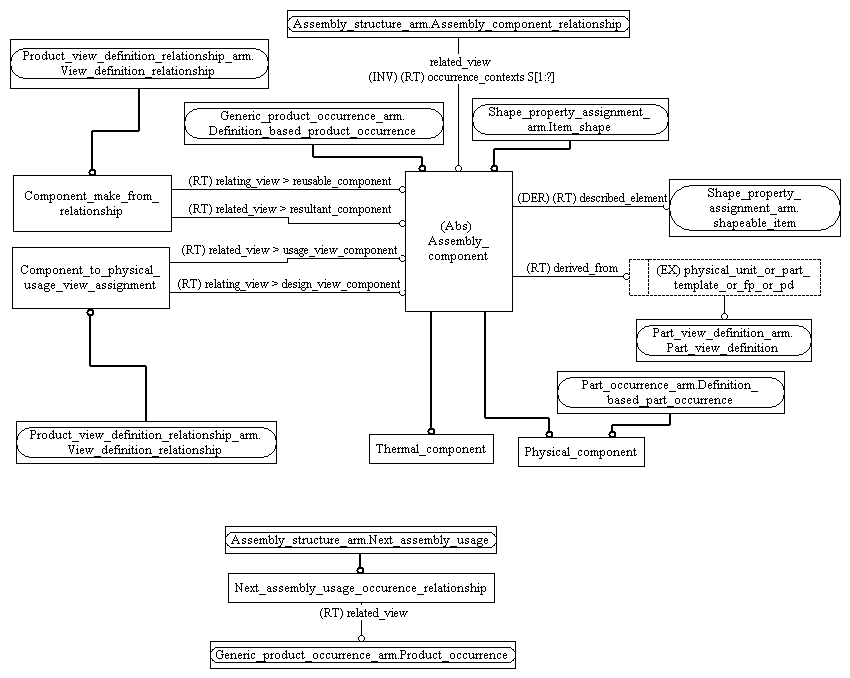 Assembly_structure_arm.Assembly_component_relationship
Product_view_definition_relationship_arm.
View_definition_relationship
related_view
(INV) (RT) occurrence_contexts S[1:?]
Generic_product_occurrence_arm.
Definition_based_product_occurrence
Shape_property_assignment_
arm.Item_shape
Component_make_from_
relationship
(RT) relating_view > reusable_component
(RT) related_view > resultant_component
(Abs)
Assembly_
component
(DER) (RT) described_element
Shape_property_
assignment_arm.
shapeable_item
Component_to_physical_
usage_view_assignment
(RT) related_view > usage_view_component
(RT) relating_view > design_view_component
(RT) derived_from
(EX) physical_unit_or_part_
template_or_fp_or_pd
Part_view_definition_arm.
Part_view_definition
Part_occurrence_arm.Definition_
based_part_occurrence
Product_view_definition_relationship_arm.
View_definition_relationship
Thermal_component
Physical_component
Assembly_structure_arm.Next_assembly_usage
Next_assembly_usage_occurence_relationship
(RT) related_view
Generic_product_occurrence_arm.Product_occurrence